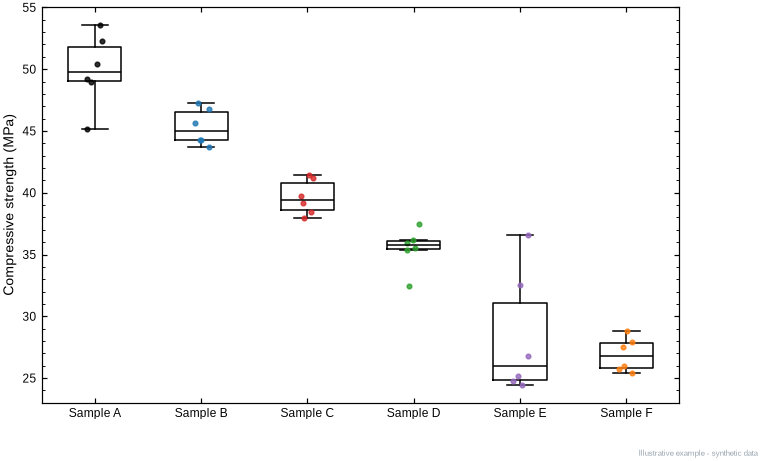 55
50
45
40
35
30
25
Compressive strength (MPa)
Sample A Sample B Sample C Sample D Sample E Sample F
Illustrative example - synthetic data